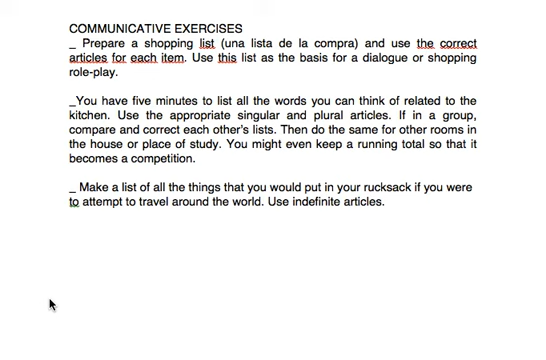 COMMUNICATIVE EXERCISES
_ Prepare a shopping list (una lista de la compra) and use the correct
articles for each item. Use this list as the basis for a dialogue or shopping
role-play.
_You have five minutes to list all the words you can think of related to the
kitchen. Use the appropriate singular and plural articles. If in a group,
compare and correct each other's lists. Then do the same for other rooms in
the house or place of study. You might even keep a running total so that it
becomes a competition.
_ Make a list of all the things that you would put in your rucksack if you were
to attempt to travel around the world. Use indefinite articles.